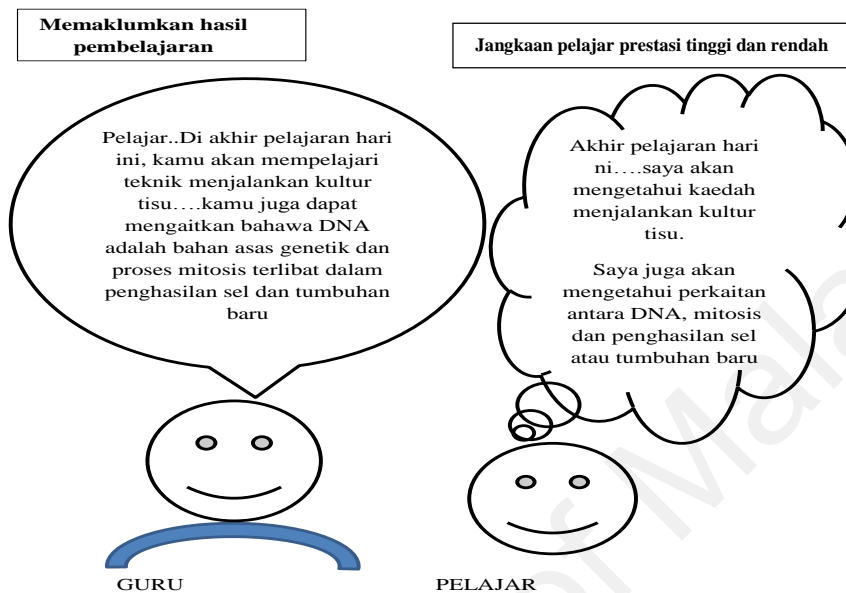 Memaklumkan hasil
pembelajaran
Jangkaan pelajar prestasi tinggi dan rendah
Pelajar..Di akhir pelajaran hari
ini, kamu akan mempelajari
teknik menjalankan kultur
tisu….kamu juga dapat
mengaitkan bahawa DNA
adalah bahan asas genetik dan
proses mitosis terlibat dalam
penghasilan sel dan tumbuhan
baru
Akhir pelajaran hari
ni….saya akan
mengetahui kaedah
menjalankan kultur
tisu.
Saya juga akan
mengetahui perkaitan
antara DNA, mitosis
dan penghasilan sel
atau tumbuhan baru
GURU
PELAJAR
of Mala